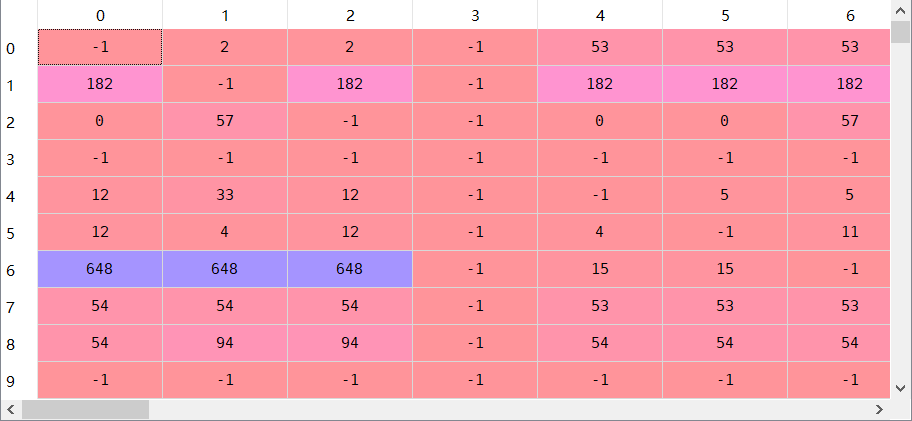 0 1 2 3 4 5 6
0 -1 2 2 -1 53 53 53
1 182 -1 182 -1 182 182 182
2 0 57 -1 -1 0 0 57
3 -1 -1 -1 -1 -1 -1 -1
4 12 33 12 -1 -1 5 5
5 12 4 12 -1 4 -1 11
6 648 648 648 -1 15 15 -1
7 54 54 54 -1 53 53 53
8 54 94 94 -1 54 54 54
9 -1 -1 -1 -1 -1 -1 -1